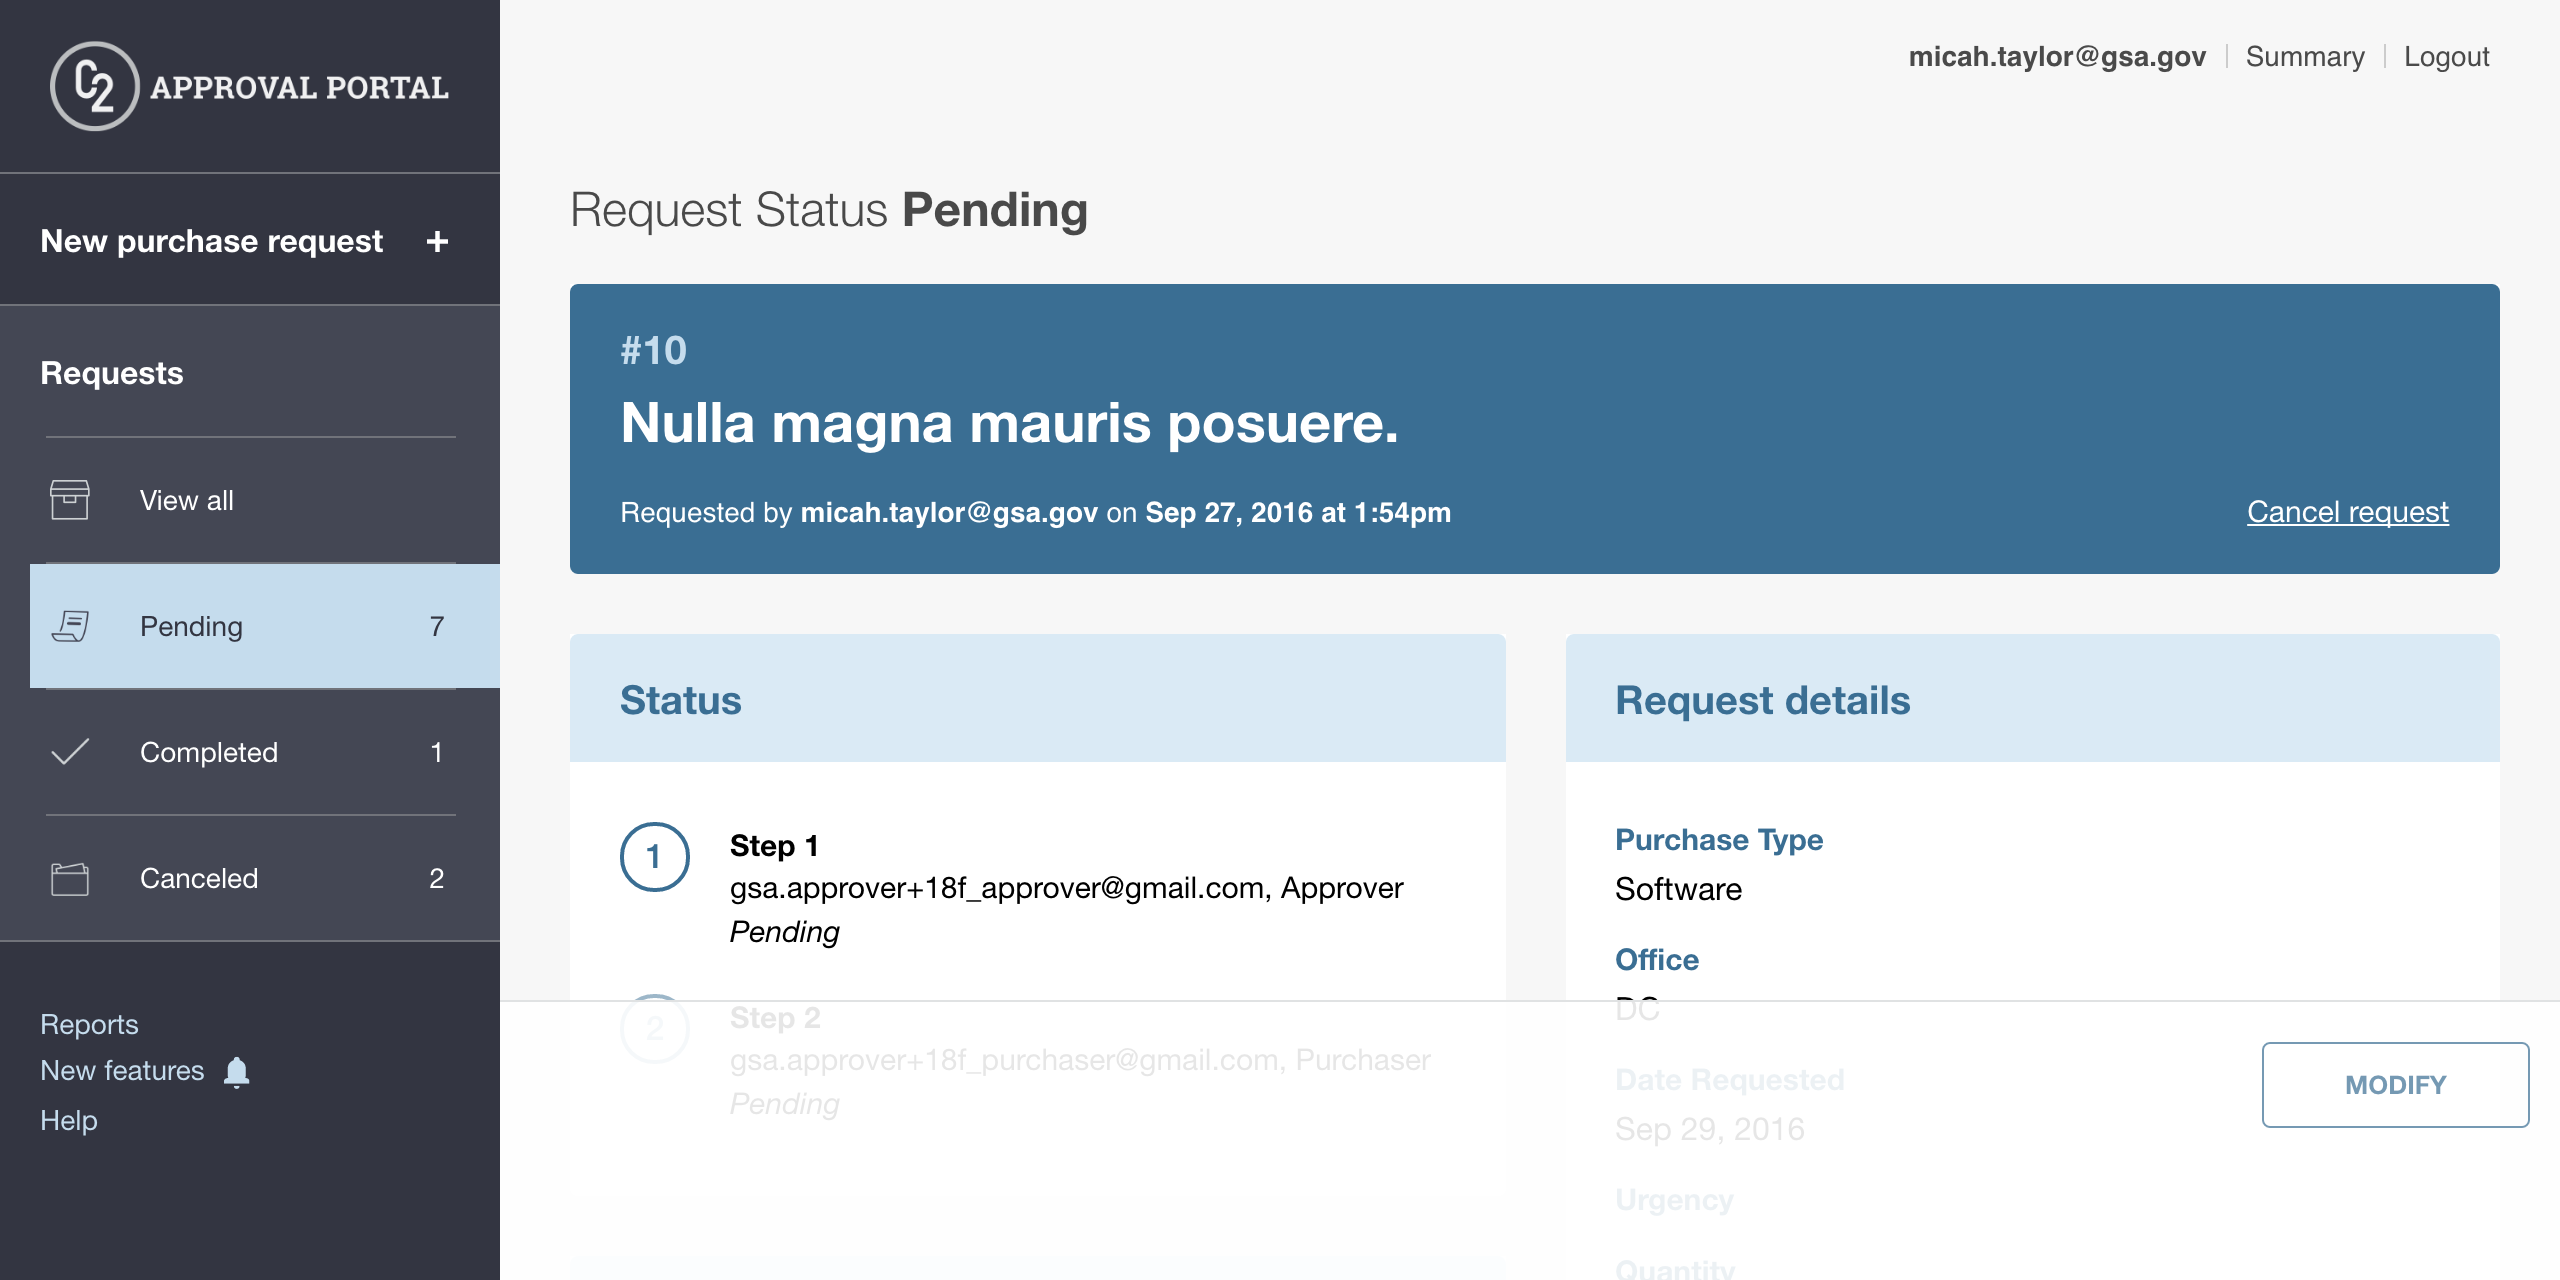 C2 APPROVAL PORTAL
New purchase request +
Requests
View all
Pending 7
Completed 1
Canceled 2
Reports
New features
Help
micah.taylor@gsa.gov Summary Logout
Request Status Pending
#10
Nulla magna mauris posuere.
Requested by micah.taylor@gsa.gov on Sep 27, 2016 at 1:54pm
Cancel request
Status
1 Step 1
gsa.approver+18f_approver@gmail.com, Approver
Pending
2 Step 2
gsa.approver+18f_purchaser@gmail.com, Purchaser
Pending
Request details
Purchase Type
Software
Office
DC
Date Requested
Sep 29, 2016
Urgency
Quantity
MODIFY